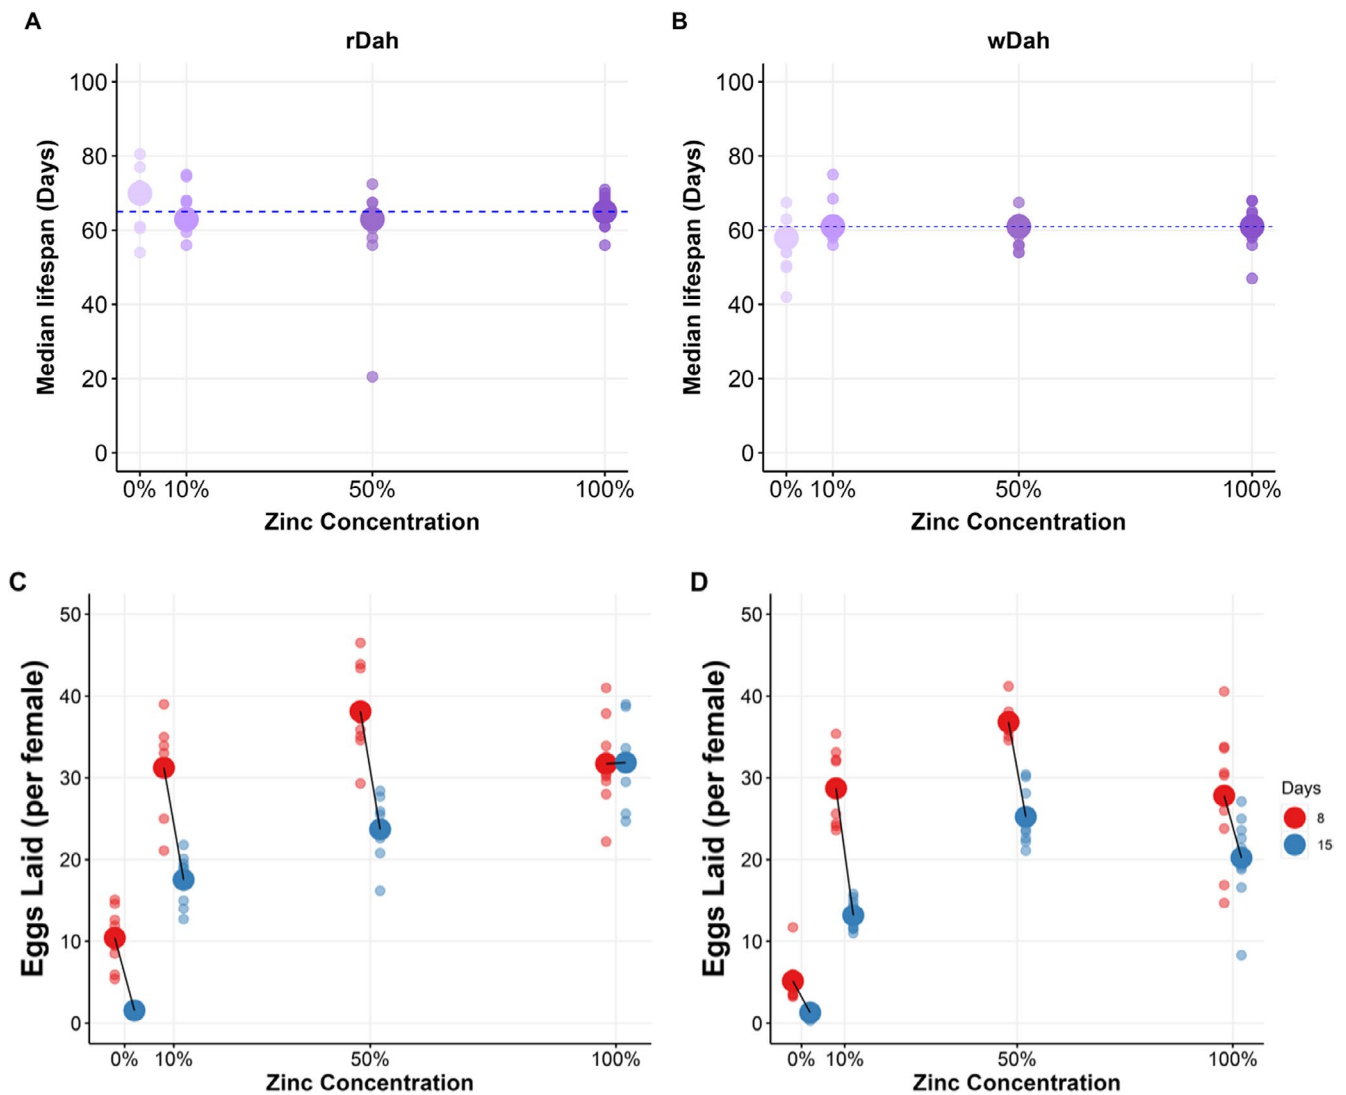 A
rDah
Median lifespan (Days)
100
80
60
40
20
0
0% 10% 50% 100%
Zinc Concentration
B
wDah
Median lifespan (Days)
100
80
60
40
20
0
0% 10% 50% 100%
Zinc Concentration
C
Eggs Laid (per female)
50
40
30
20
10
0
0% 10% 50% 100%
Zinc Concentration
D
Eggs Laid (per female)
50
40
30
20
10
0
0% 10% 50% 100%
Zinc Concentration
Days
8
15